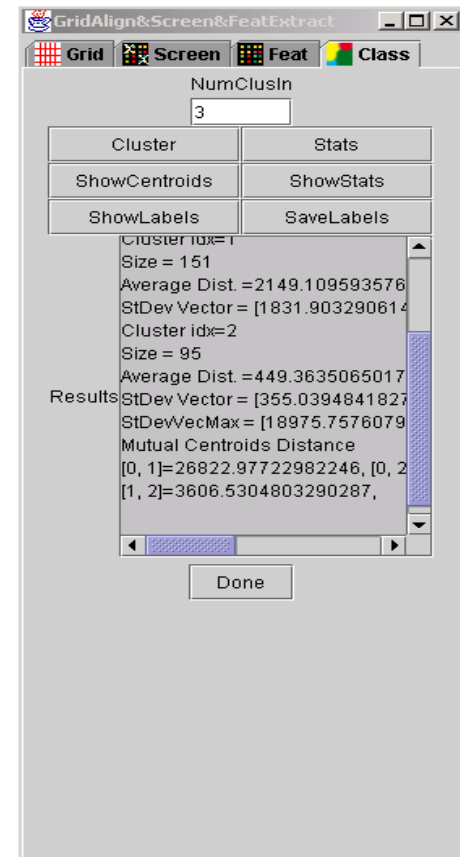 GridAlign&Screen&FeatExtract
Grid Screen Feat Class
NumClusIn
3
Cluster Stats
ShowCentroids ShowStats
ShowLabels SaveLabels
Cluster idx=1
Size = 151
Average Dist. =2149.109593576
StDev Vector = [1831.903290614
Cluster idx=2
Size = 95
Average Dist. =449.3635065017
Results StDev Vector = [355.0394841827
StDevVecMax = [18975.7576079
Mutual Centroids Distance
[0, 1]=26822.97722982246, [0, 2
[1, 2]=3606.5304803290287,
Done